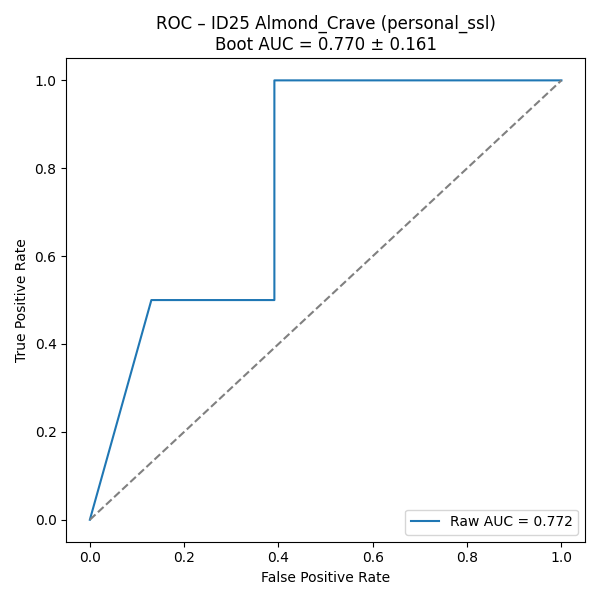 ROC – ID25 Almond_Crave (personal_ssl)
Boot AUC = 0.770 ± 0.161
True Positive Rate
1.0
0.8
0.6
0.4
0.2
0.0
Raw AUC = 0.772
0.0 0.2 0.4 0.6 0.8 1.0
False Positive Rate